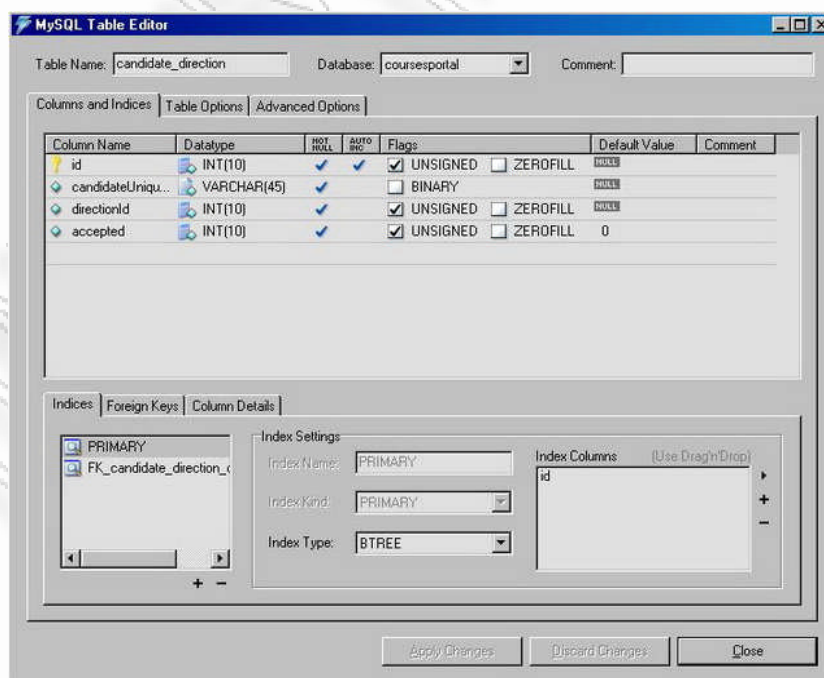 MySQL Table Editor
Table Name: candidate_direction Database: coursesportal Comment:
Columns and Indices Table Options Advanced Options
Column Name Datatype NOT NULL AUTO INC Flags Default Value Comment
id INT(10) UNSIGNED ZEROFILL NULL
candidateUniqu... VARCHAR(45) BINARY NULL
directionId INT(10) UNSIGNED ZEROFILL NULL
accepted INT(10) UNSIGNED ZEROFILL 0
Indices Foreign Keys Column Details
PRIMARY
FK_candidate_direction_
Index Settings
Index Name: PRIMARY
Index Kind: PRIMARY
Index Type: BTREE
Index Columns (Use Drag'n'Drop)
id
Apply Changes Discard Changes Close